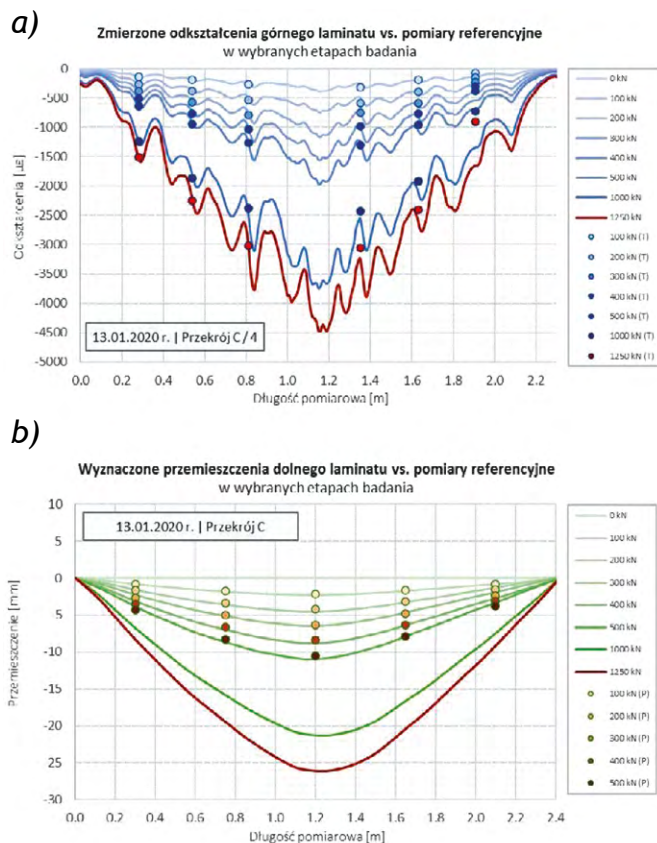 a)
Zmierzone odkształcenia górnego laminatu vs. pomiary referencyjne
w wybranych etapach badania
0
-500
-1000
-1500
-2000
-2500
-3000
-3500
-4000
-4500
-5000
Odkształcenia [µε]
13.01.2020 r. | Przekrój C / 4
0.0 0.2 0.4 0.6 0.8 1.0 1.2 1.4 1.6 1.8 2.0 2.2
Długość pomiarowa [m]
0 kN
100 kN
200 kN
300 kN
400 kN
500 kN
1000 kN
1250 kN
100 kN (T)
200 kN (T)
300 kN (T)
400 kN (T)
500 kN (T)
1000 kN (T)
1250 kN (T)
b)
Wyznaczone przemieszczenia dolnego laminatu vs. pomiary referencyjne
w wybranych etapach badania
10
5
0
-5
-10
-15
-20
-25
-30
Przemieszczenie [mm]
13.01.2020 r. | Przekrój C
0.0 0.2 0.4 0.6 0.8 1.0 1.2 1.4 1.6 1.8 2.0 2.2 2.4
Długość pomiarowa [m]
0 kN
100 kN
200 kN
300 kN
400 kN
500 kN
1000 kN
1250 kN
100 kN (P)
200 kN (P)
300 kN (P)
400 kN (P)
500 kN (P)